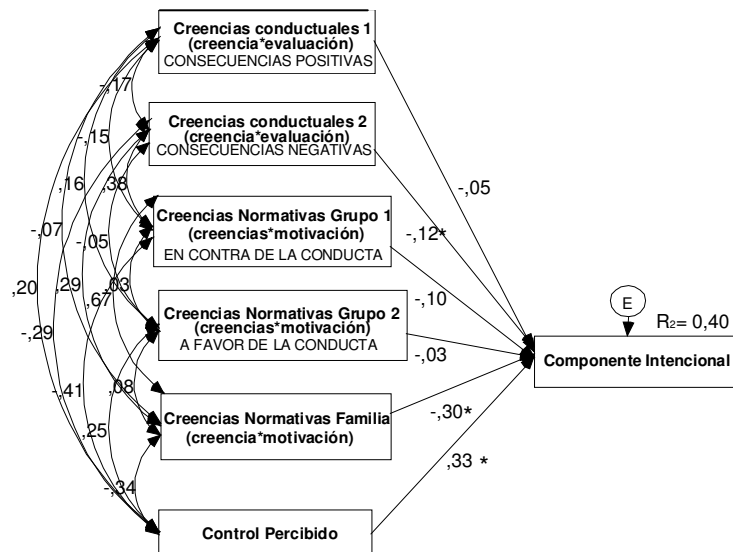 Creencias conductuales 1
(creencia*evaluación)
CONSECUENCIAS POSITIVAS
-,17
Creencias conductuales 2
(creencia*evaluación)
CONSECUENCIAS NEGATIVAS
-,15
,16
,38
-,05
Creencias Normativas Grupo 1
(creencias*motivación)
EN CONTRA DE LA CONDUCTA
-,12*
-,07
-,05
,20
,29
,67
,03
-,10
E
R2= 0,40
Creencias Normativas Grupo 2
(creencias*motivación)
A FAVOR DE LA CONDUCTA
-,29
-,03
Componente Intencional
-,41
,08
-,30*
Creencias Normativas Familia
(creencia*motivación)
,25
,33 *
-,34
Control Percibido